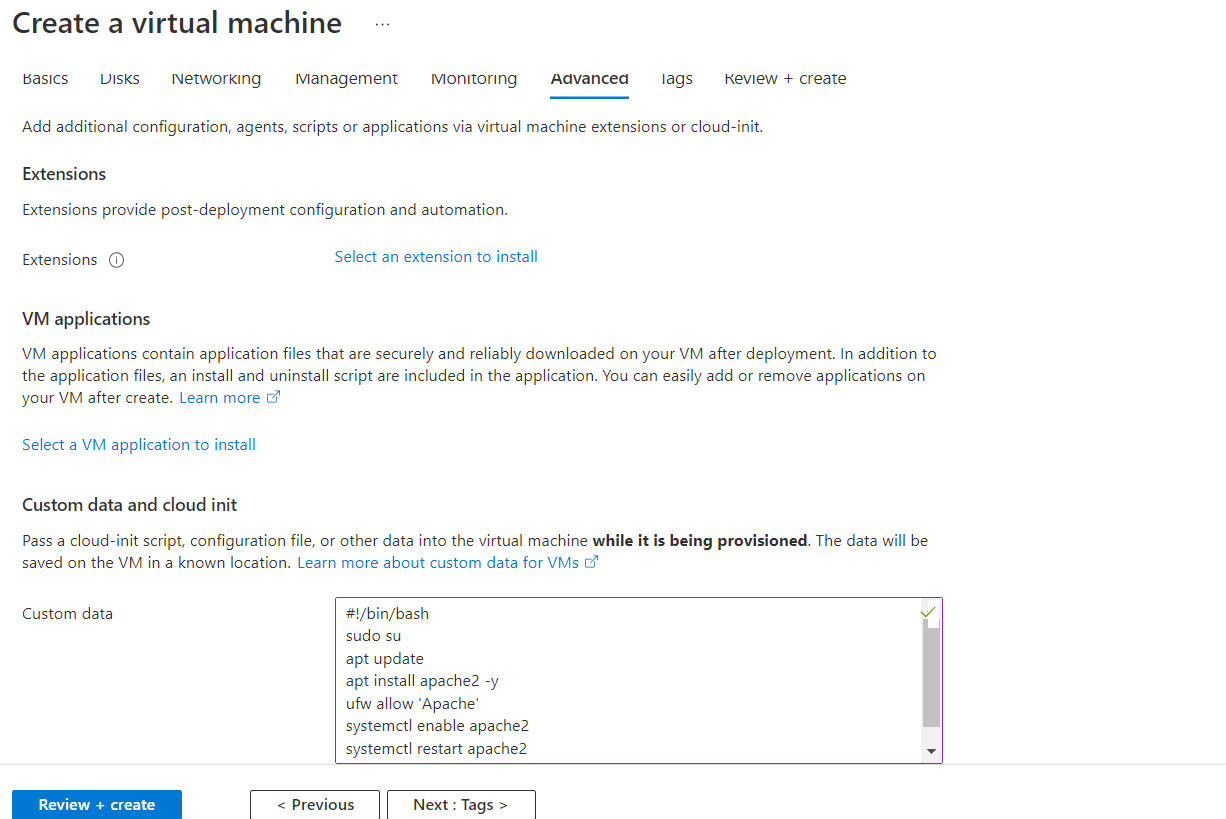 Create a virtual machine ...
Basics Disks Networking Management Monitoring Advanced Tags Review + create
Add additional configuration, agents, scripts or applications via virtual machine extensions or cloud-init.
Extensions
Extensions provide post-deployment configuration and automation.
Extensions Select an extension to install
VM applications
VM applications contain application files that are securely and reliably downloaded on your VM after deployment. In addition to
the application files, an install and uninstall script are included in the application. You can easily add or remove applications on
your VM after create. Learn more
Select a VM application to install
Custom data and cloud init
Pass a cloud-init script, configuration file, or other data into the virtual machine while it is being provisioned. The data will be
saved on the VM in a known location. Learn more about custom data for VMs
Custom data
#!/bin/bash
sudo su
apt update
apt install apache2 -y
ufw allow 'Apache'
systemctl enable apache2
systemctl restart apache2
Review + create < Previous Next : Tags >